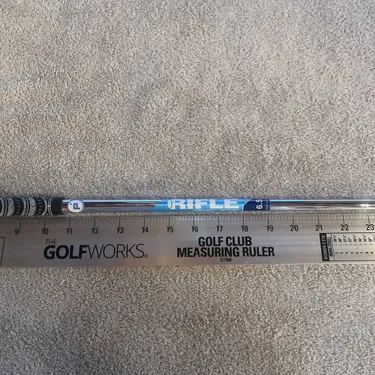 P
RIFLE
6.5
9 10 11 12 13 14 15 16 17 18 19 20 21 22 23 24
THE
GOLFWORKS®
GOLF CLUB
MEASURING RULER